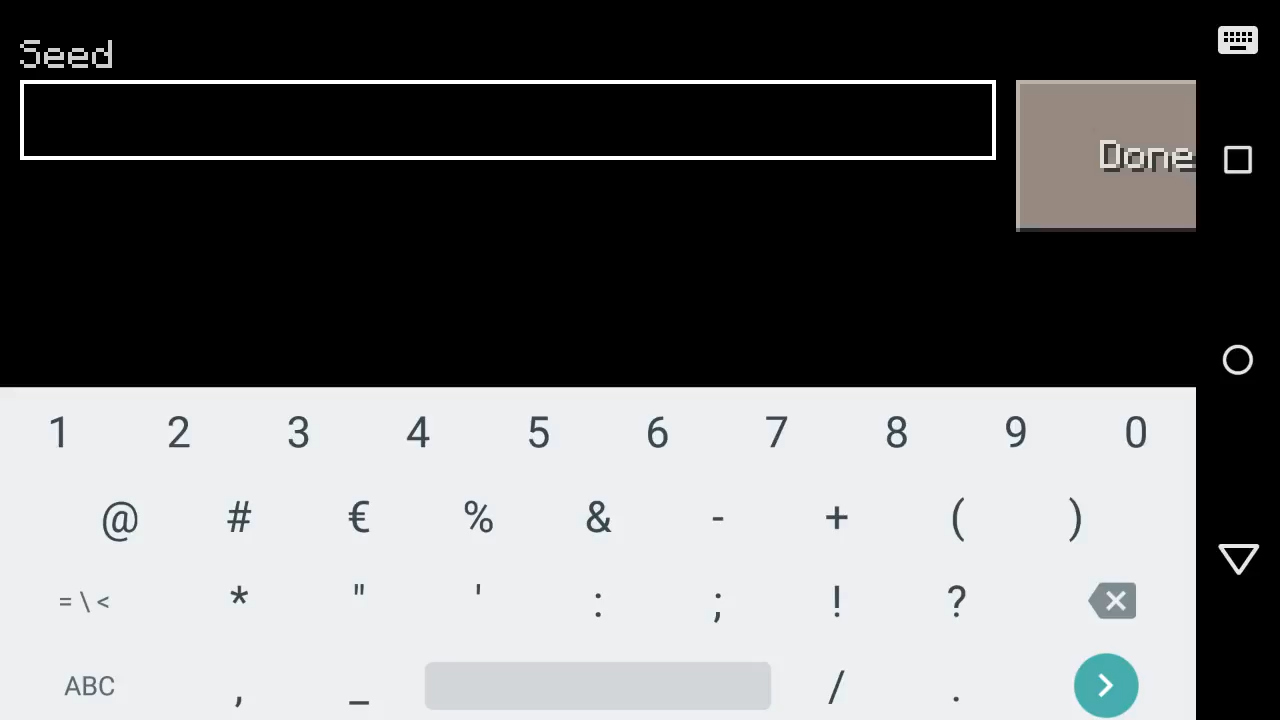 Seed
Done
1 2 3 4 5 6 7 8 9 0
@ # € % & - + ( )
= \ < * " ' : ; ! ?
ABC , _ / .